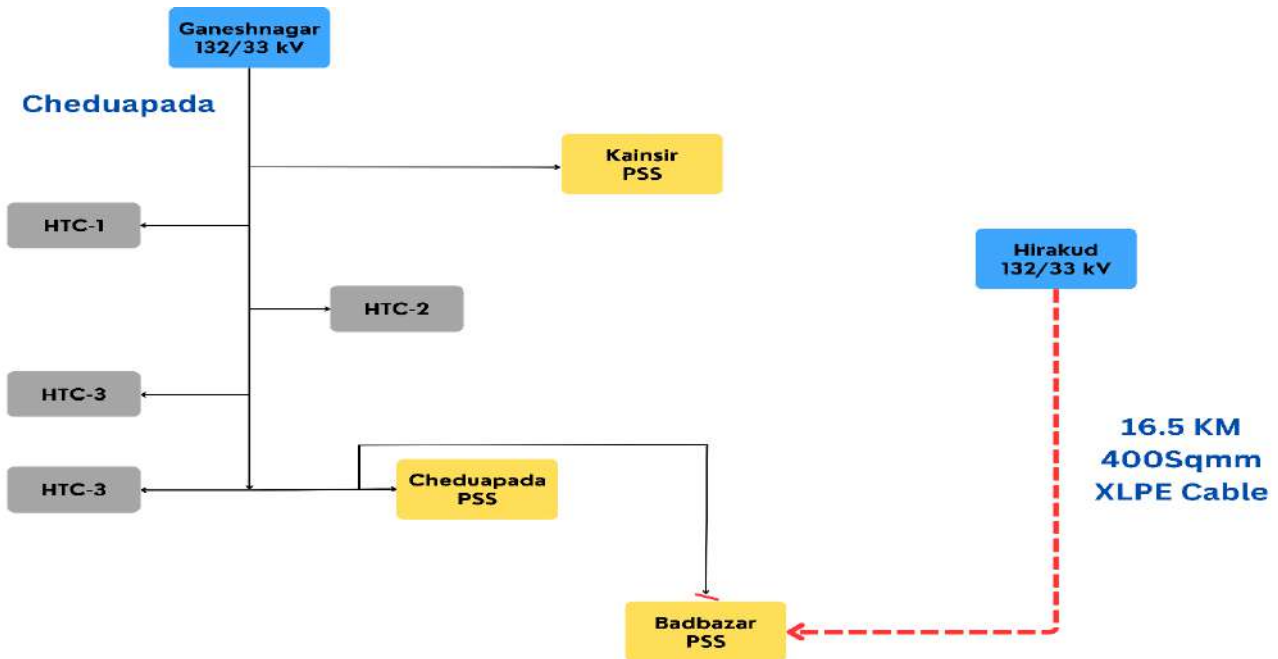 Ganeshnagar
132/33 kV
Cheduapada
Kainsir
PSS
HTC-1
Hirakud
132/33 kV
HTC-2
HTC-3
16.5 KM
400Sqmm
XLPE Cable
HTC-3
Cheduapada
PSS
Badbazar
PSS